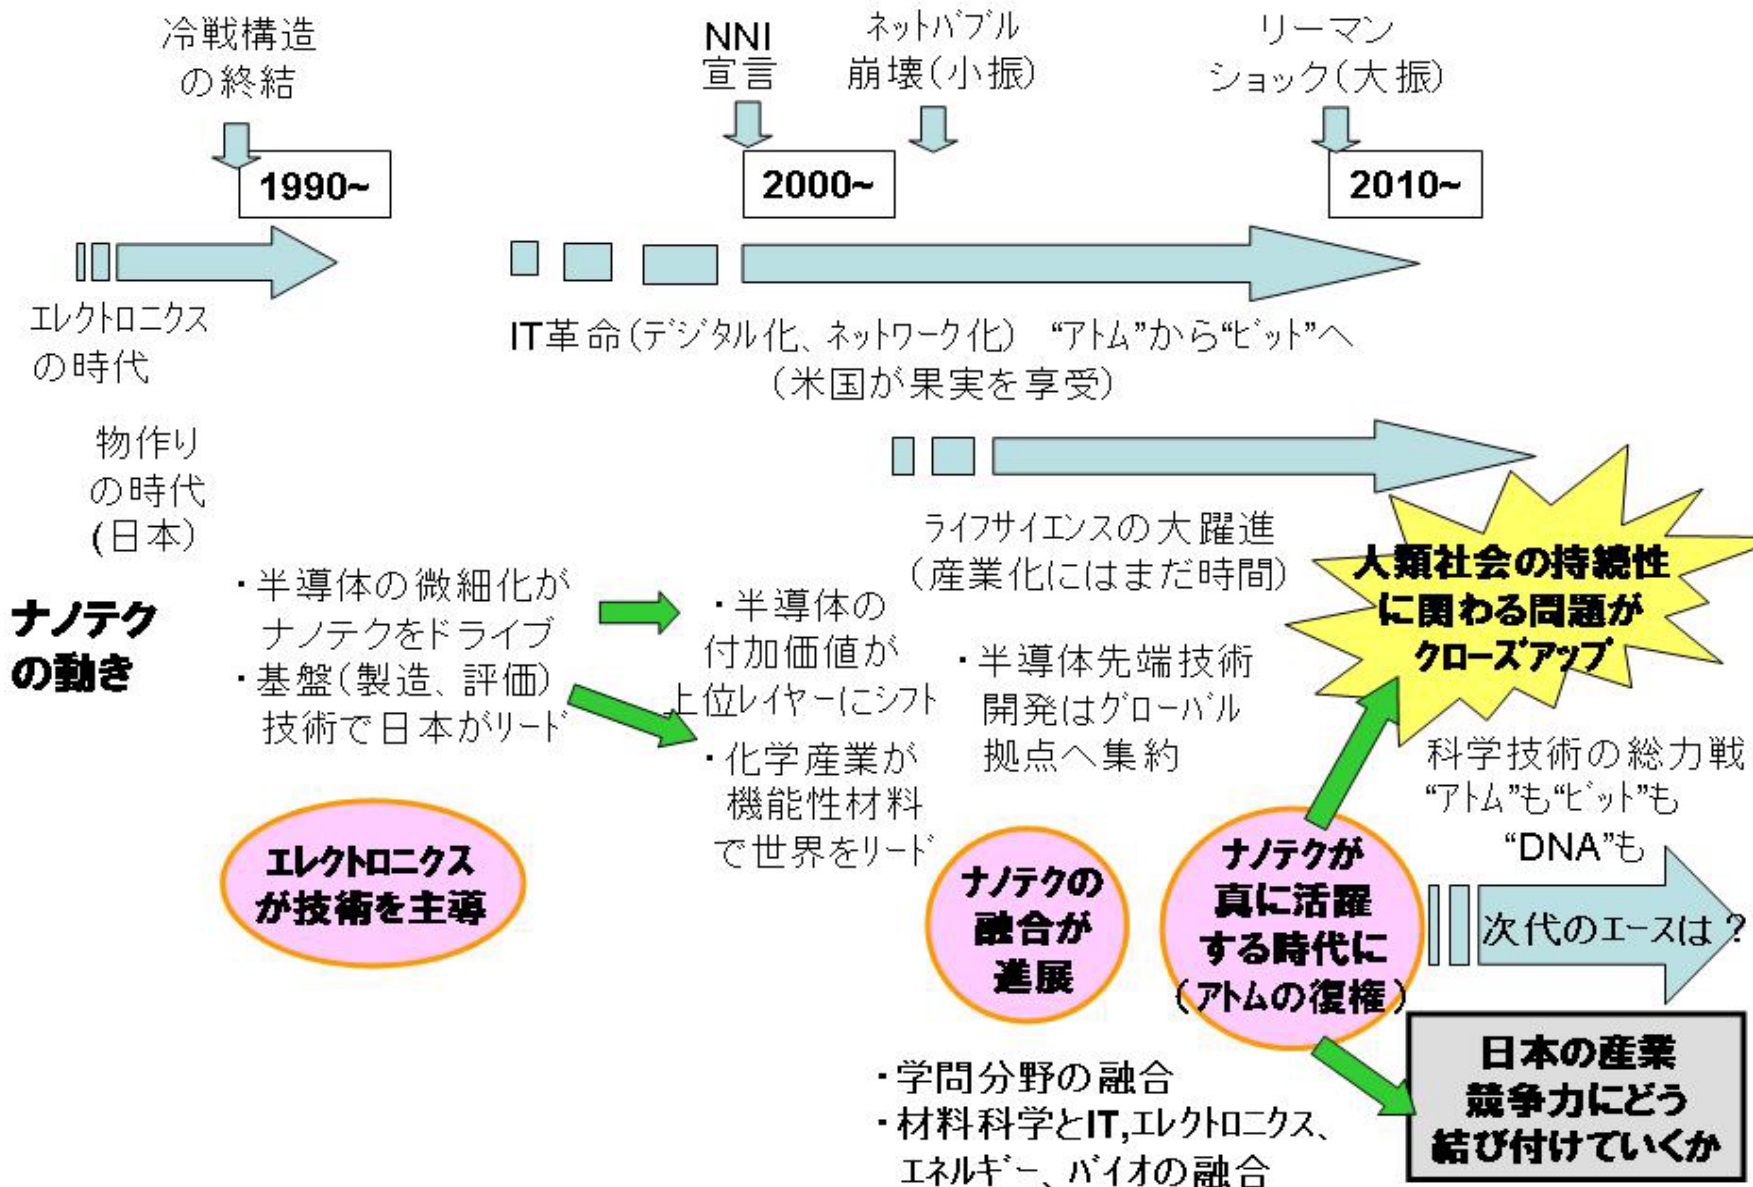 冷戦構造
の終結
NNI
宣言
ネットバブル
崩壊(小振)
リーマン
ショック(大振)
1990~
2000~
2010~
エレクトロニクス
の時代
IT革命(デジタル化、ネットワーク化) “アトム”から“ビット”へ
(米国が果実を享受)
物作り
の時代
(日本)
ライフサイエンスの大躍進
(産業化にはまだ時間)
人類社会の持続性
に関わる問題が
クローズアップ
ナノテク
の動き
・半導体の微細化が
ナノテクをドライブ
・基盤(製造、評価)
技術で日本がリード
・半導体の
付加価値が
上位レイヤーにシフト
・化学産業が
機能性材料
で世界をリード
・半導体先端技術
開発はグローバル
拠点へ集約
科学技術の総力戦
“アトム”も“ビット”も
“DNA”も
エレクトロニクス
が技術を主導
ナノテクの
融合が
進展
ナノテクが
真に活躍
する時代に
(アトムの復権)
次代のエースは？
・学問分野の融合
・材料科学とIT,エレクトロニクス、
エネルギー、バイオの融合
日本の産業
競争力にどう
結び付けていくか